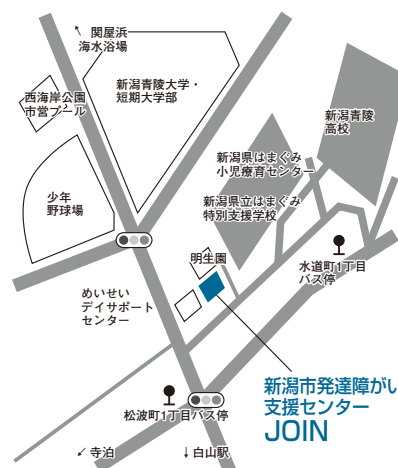 ↑ 関屋浜
海水浴場
西海岸公園
市営プール
新潟青陵大学・
短期大学部
新潟青陵
高校
新潟県はまぐみ
小児療育センター
新潟県立はまぐみ
特別支援学校
少年
野球場
明生園
水道町1丁目
バス停
めいせい
デイサポート
センター
新潟市発達障がい
支援センター
JOIN
松波町1丁目バス停
↙寺泊
↓白山駅